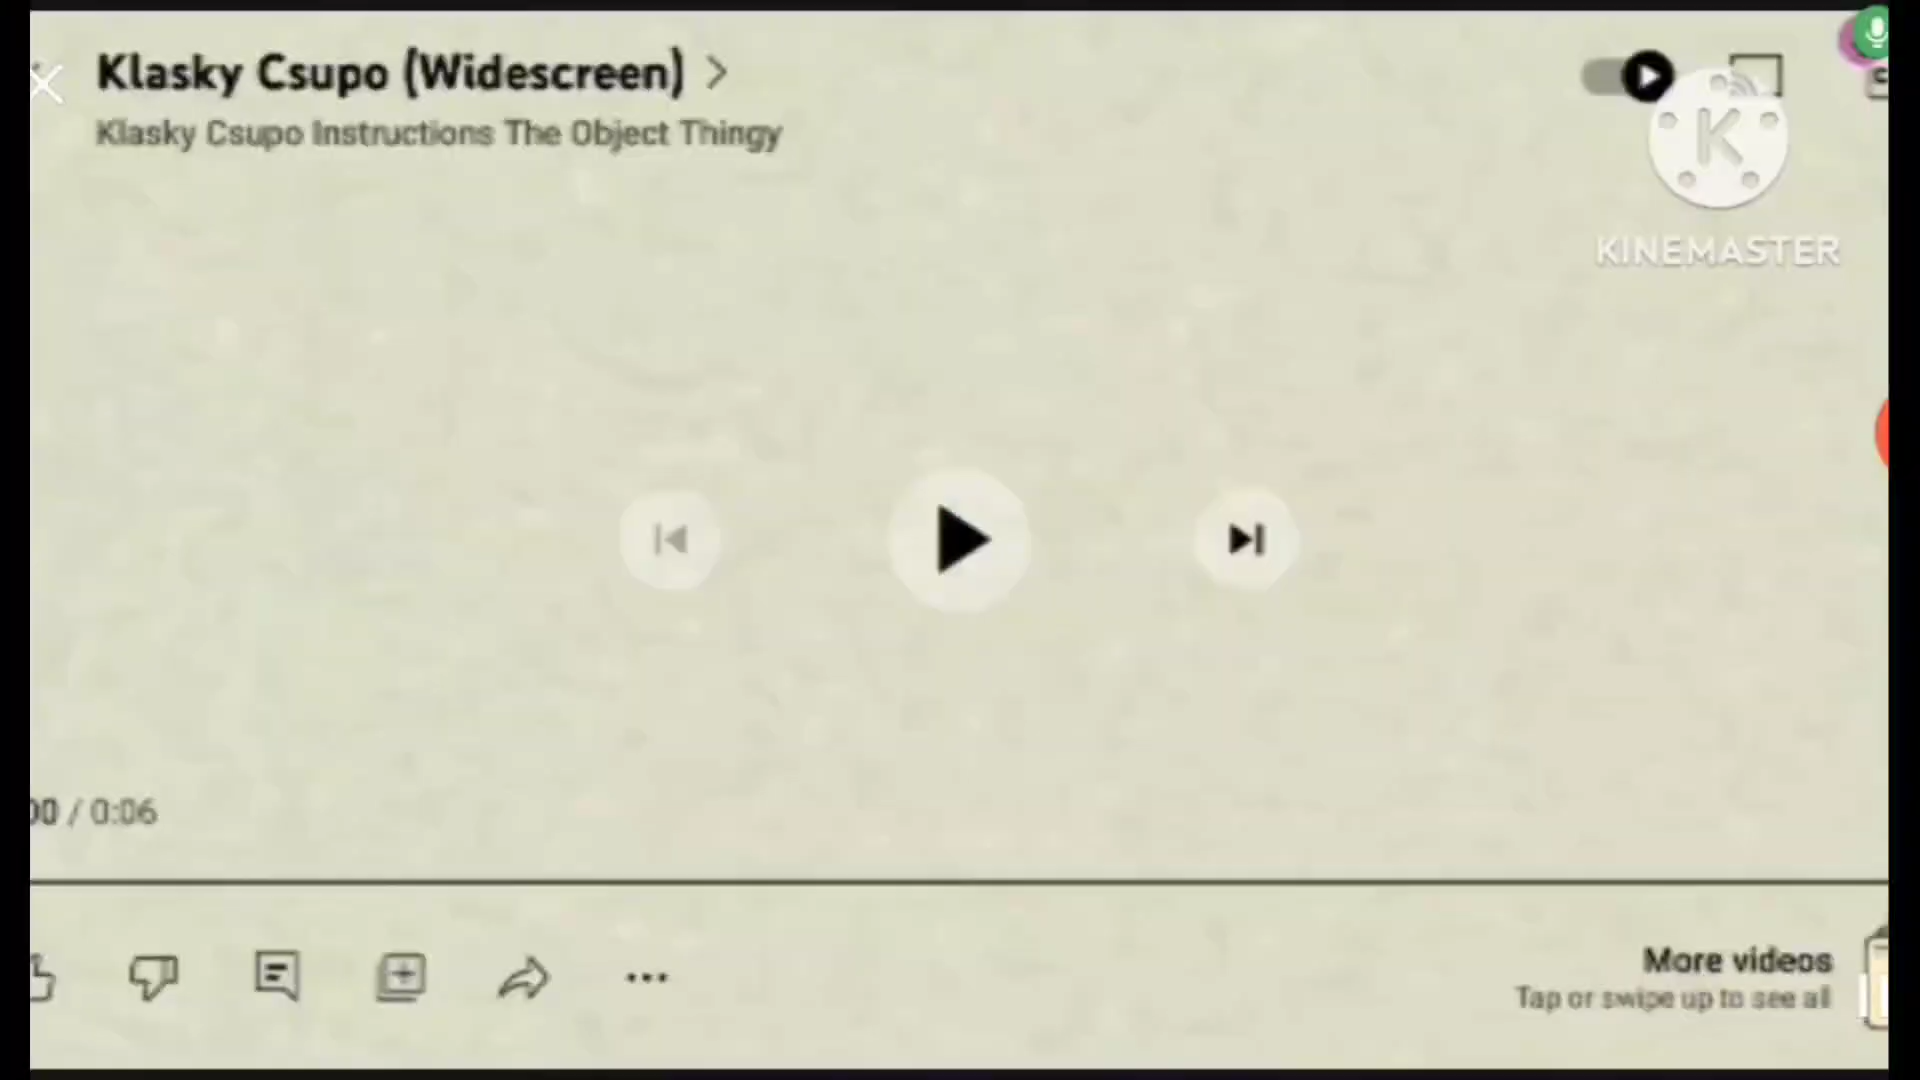 Klasky Csupo (Widescreen)
Klasky Csupo Instructions The Object Thingy
K
KINEMASTER
00 / 0:06
More videos
Tap or swipe up to see all